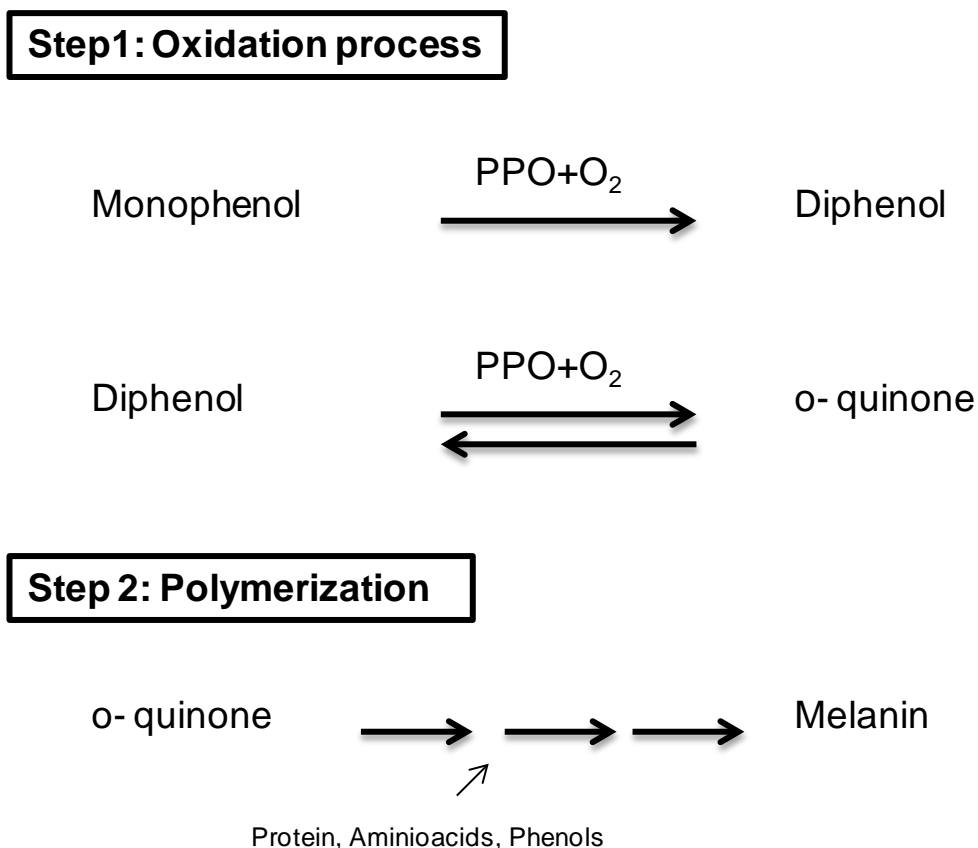 Step1: Oxidation process
PPO+O₂
Monophenol Diphenol
PPO+O₂
Diphenol o- quinone
Step 2: Polymerization
o- quinone Melanin
Protein, Aminioacids, Phenols